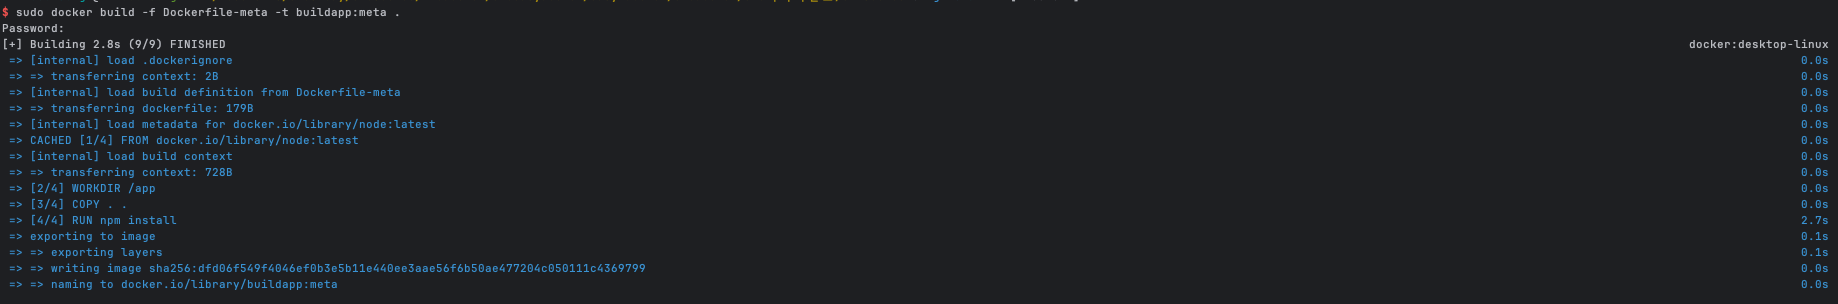 $ sudo docker build -f Dockerfile-meta -t buildapp:meta .
Password:
[+] Building 2.8s (9/9) FINISHED docker:desktop-linux
=> [internal] load .dockerignore 0.0s
=> => transferring context: 2B 0.0s
=> [internal] load build definition from Dockerfile-meta 0.0s
=> => transferring dockerfile: 179B 0.0s
=> [internal] load metadata for docker.io/library/node:latest 0.0s
=> CACHED [1/4] FROM docker.io/library/node:latest 0.0s
=> [internal] load build context 0.0s
=> => transferring context: 728B 0.0s
=> [2/4] WORKDIR /app 0.0s
=> [3/4] COPY . . 0.0s
=> [4/4] RUN npm install 2.7s
=> exporting to image 0.1s
=> => exporting layers 0.1s
=> => writing image sha256:dfd06f549f4046ef0b3e5b11e440ee3aae56f6b50ae477204c050111c4369799 0.0s
=> => naming to docker.io/library/buildapp:meta 0.0s